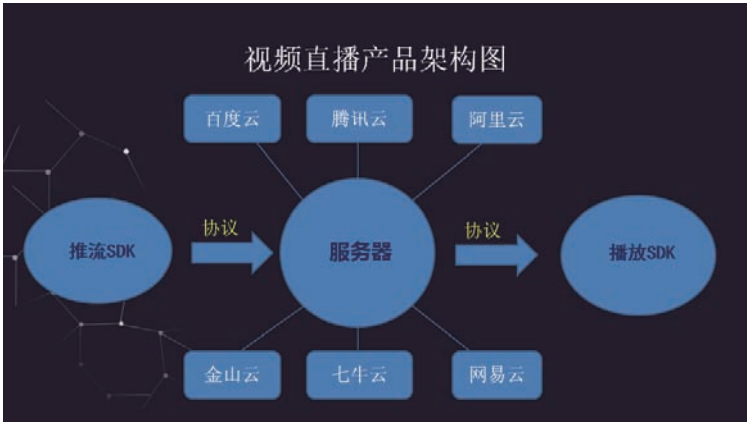 视频直播产品架构图
百度云
腾讯云
阿里云
推流SDK
协议
服务器
协议
播放SDK
金山云
七牛云
网易云